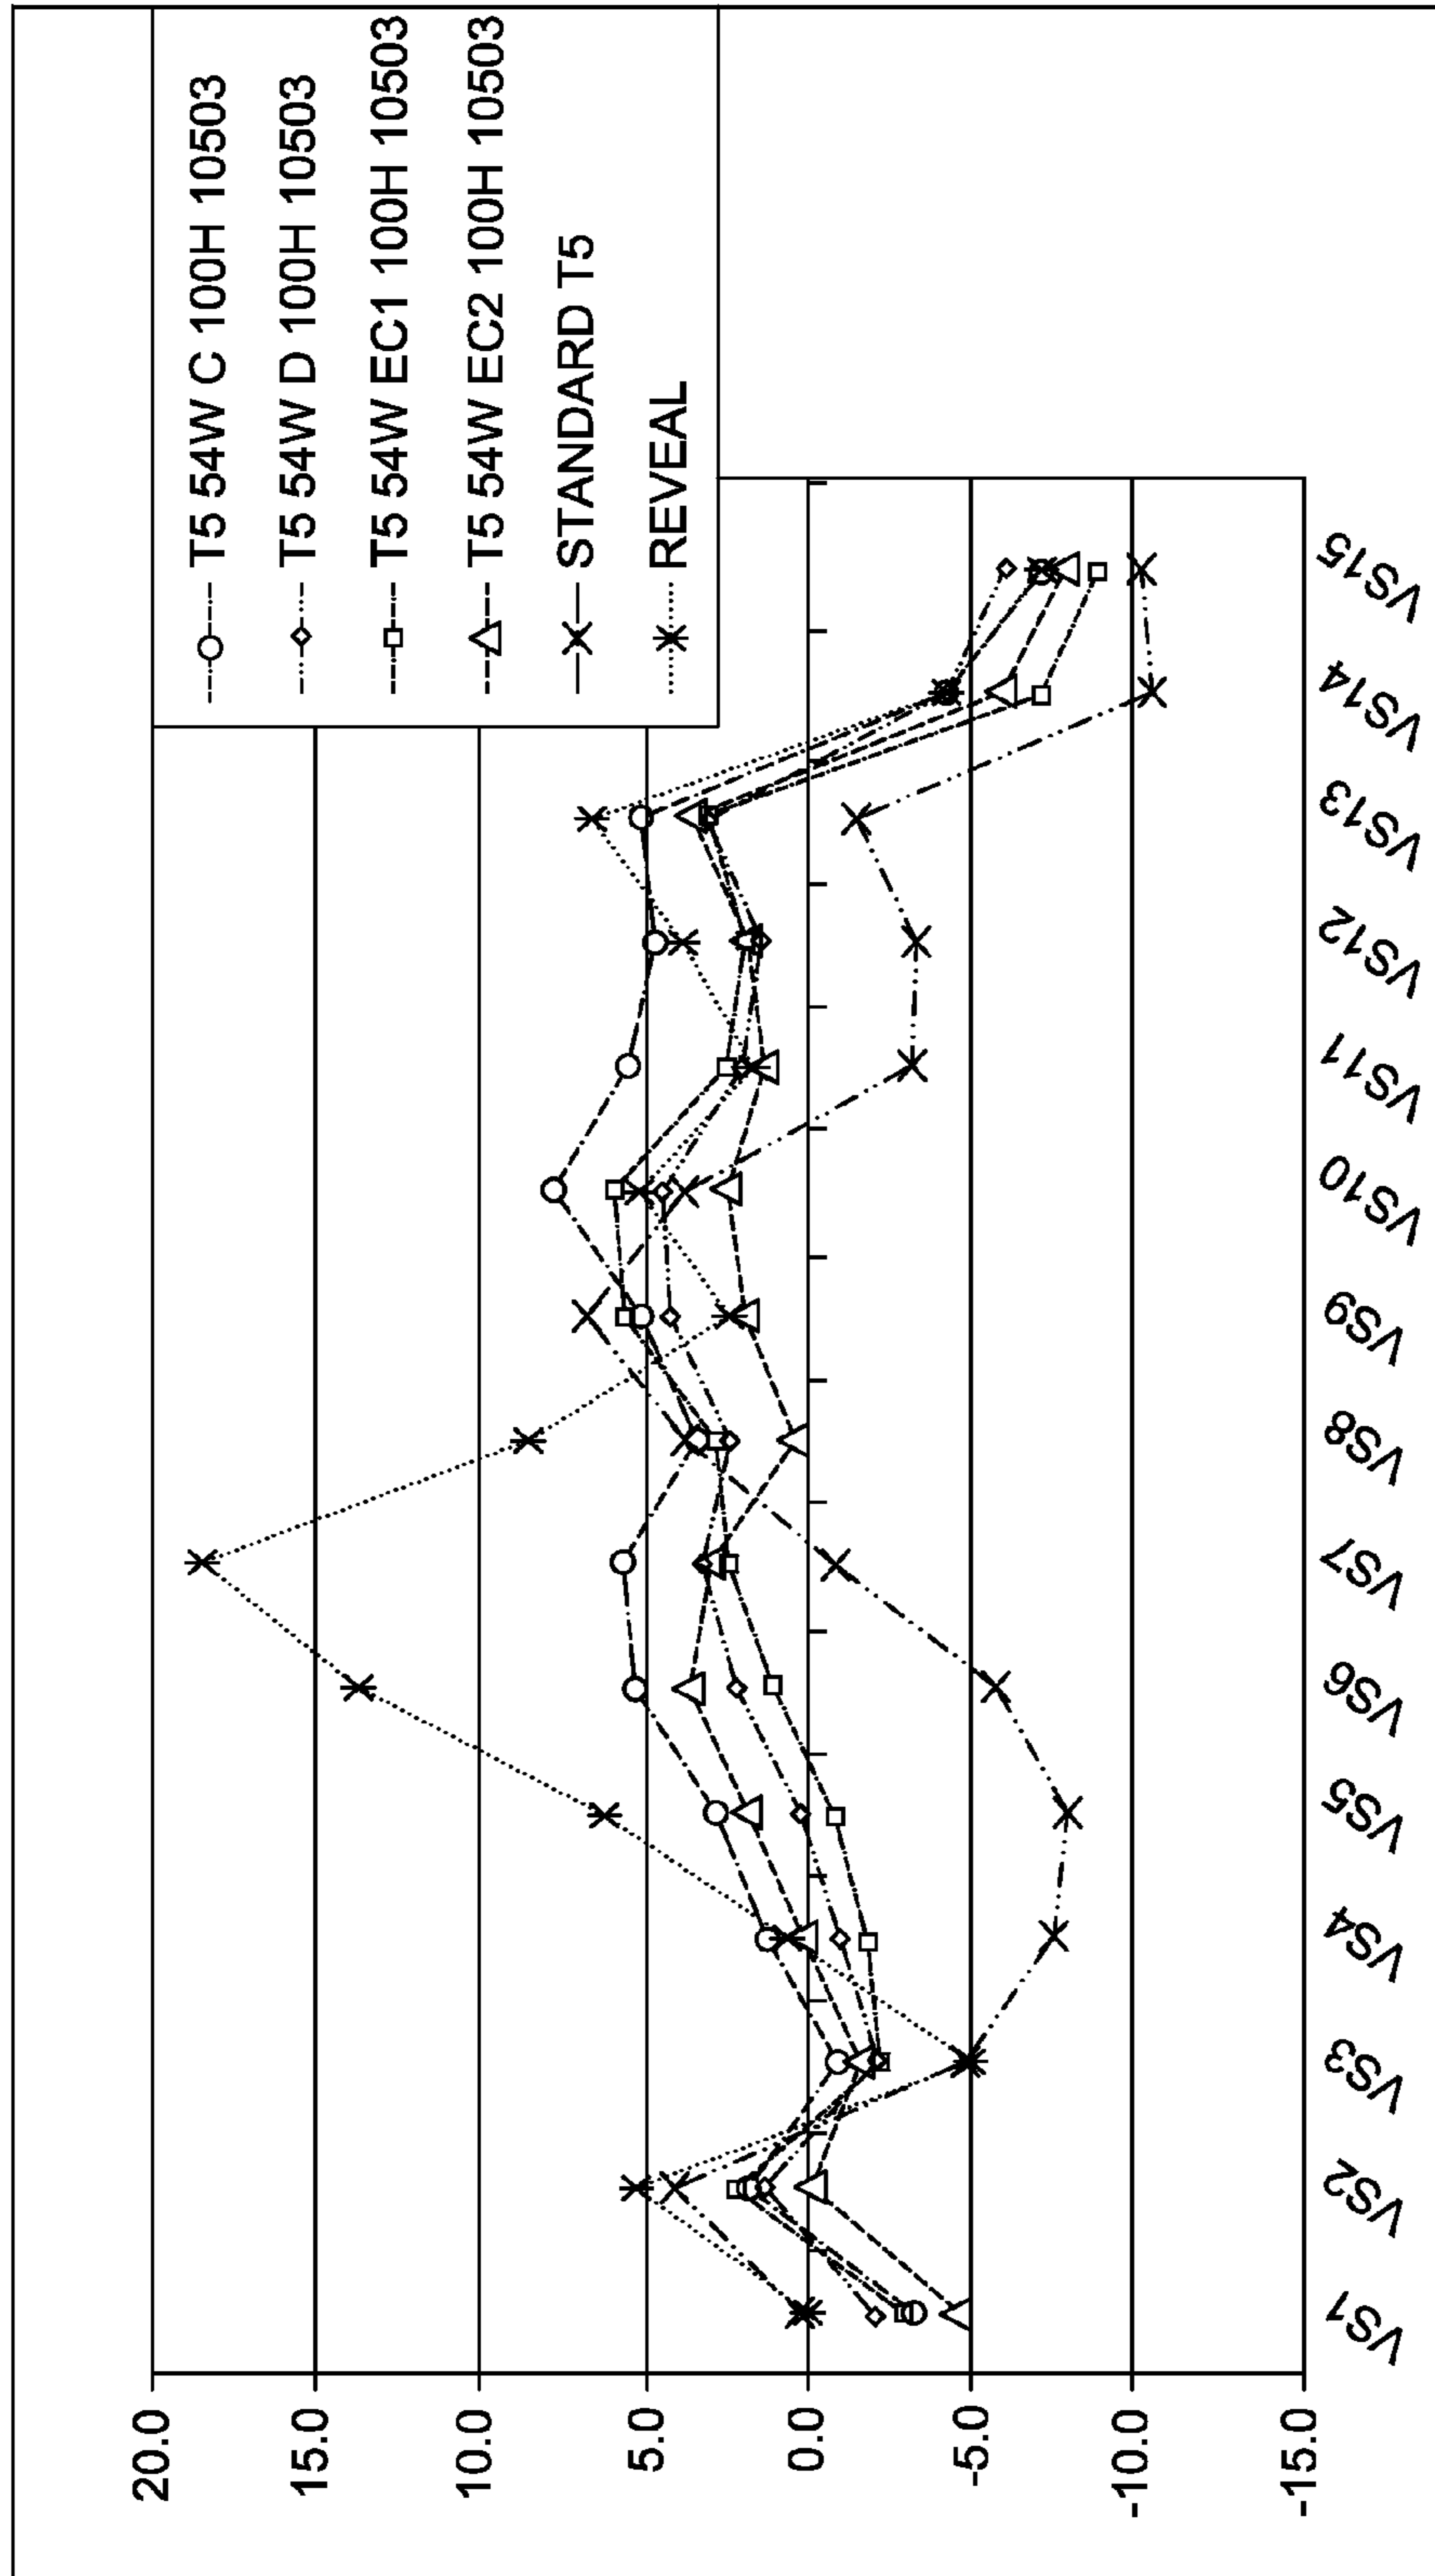 T5 54W C 100H 10503
T5 54W D 100H 10503
T5 54W EC1 100H 10503
T5 54W EC2 100H 10503
STANDARD T5
REVEAL
20.0
15.0
10.0
5.0
0.0
-5.0
-10.0
-15.0
VS1
VS2
VS3
VS4
VS5
VS6
VS7
VS8
VS9
VS10
VS11
VS12
VS13
VS14
VS15